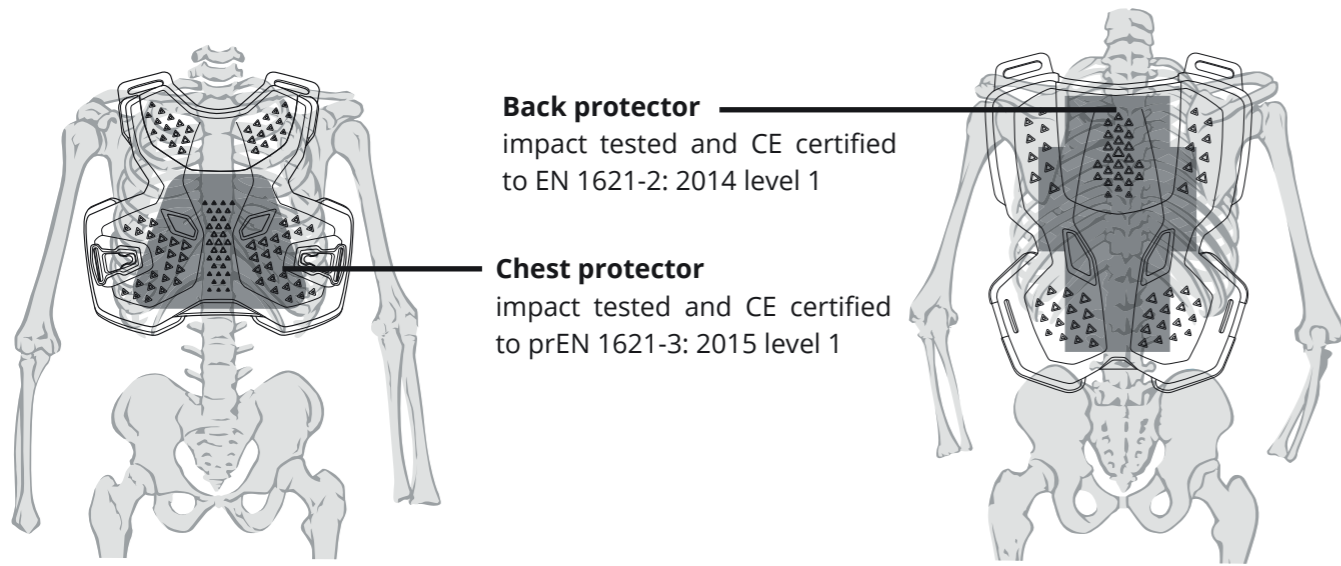 Back protector
impact tested and CE certified
to EN 1621-2: 2014 level 1
Chest protector
impact tested and CE certified
to prEN 1621-3: 2015 level 1